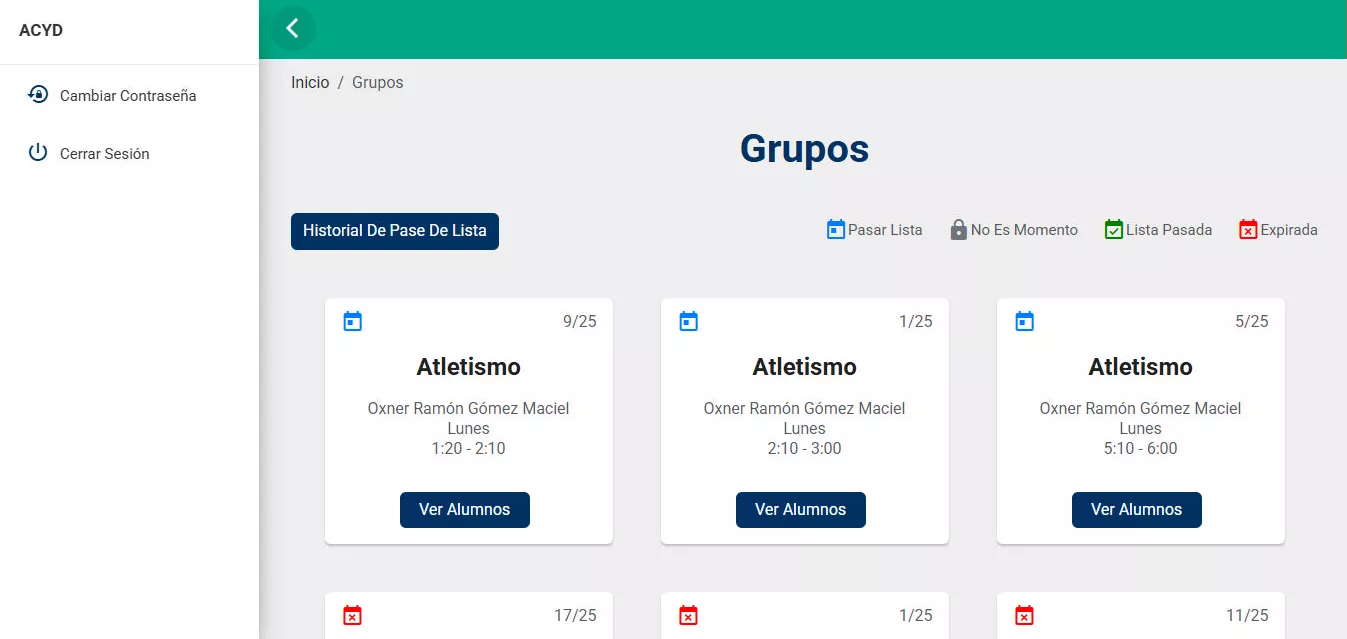 ACYD
Cambiar Contraseña
Cerrar Sesión
Inicio / Grupos
Grupos
Historial De Pase De Lista
Pasar Lista
No Es Momento
Lista Pasada
Expirada
9/25
Atletismo
Oxner Ramón Gómez Maciel
Lunes
1:20 - 2:10
Ver Alumnos
1/25
Atletismo
Oxner Ramón Gómez Maciel
Lunes
2:10 - 3:00
Ver Alumnos
5/25
Atletismo
Oxner Ramón Gómez Maciel
Lunes
5:10 - 6:00
Ver Alumnos
17/25
1/25
11/25